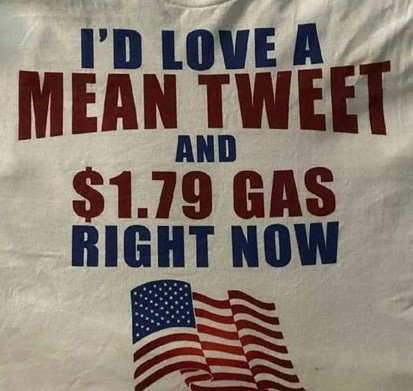 I'D LOVE A
MEAN TWEET
AND
$1.79 GAS
RIGHT NOW